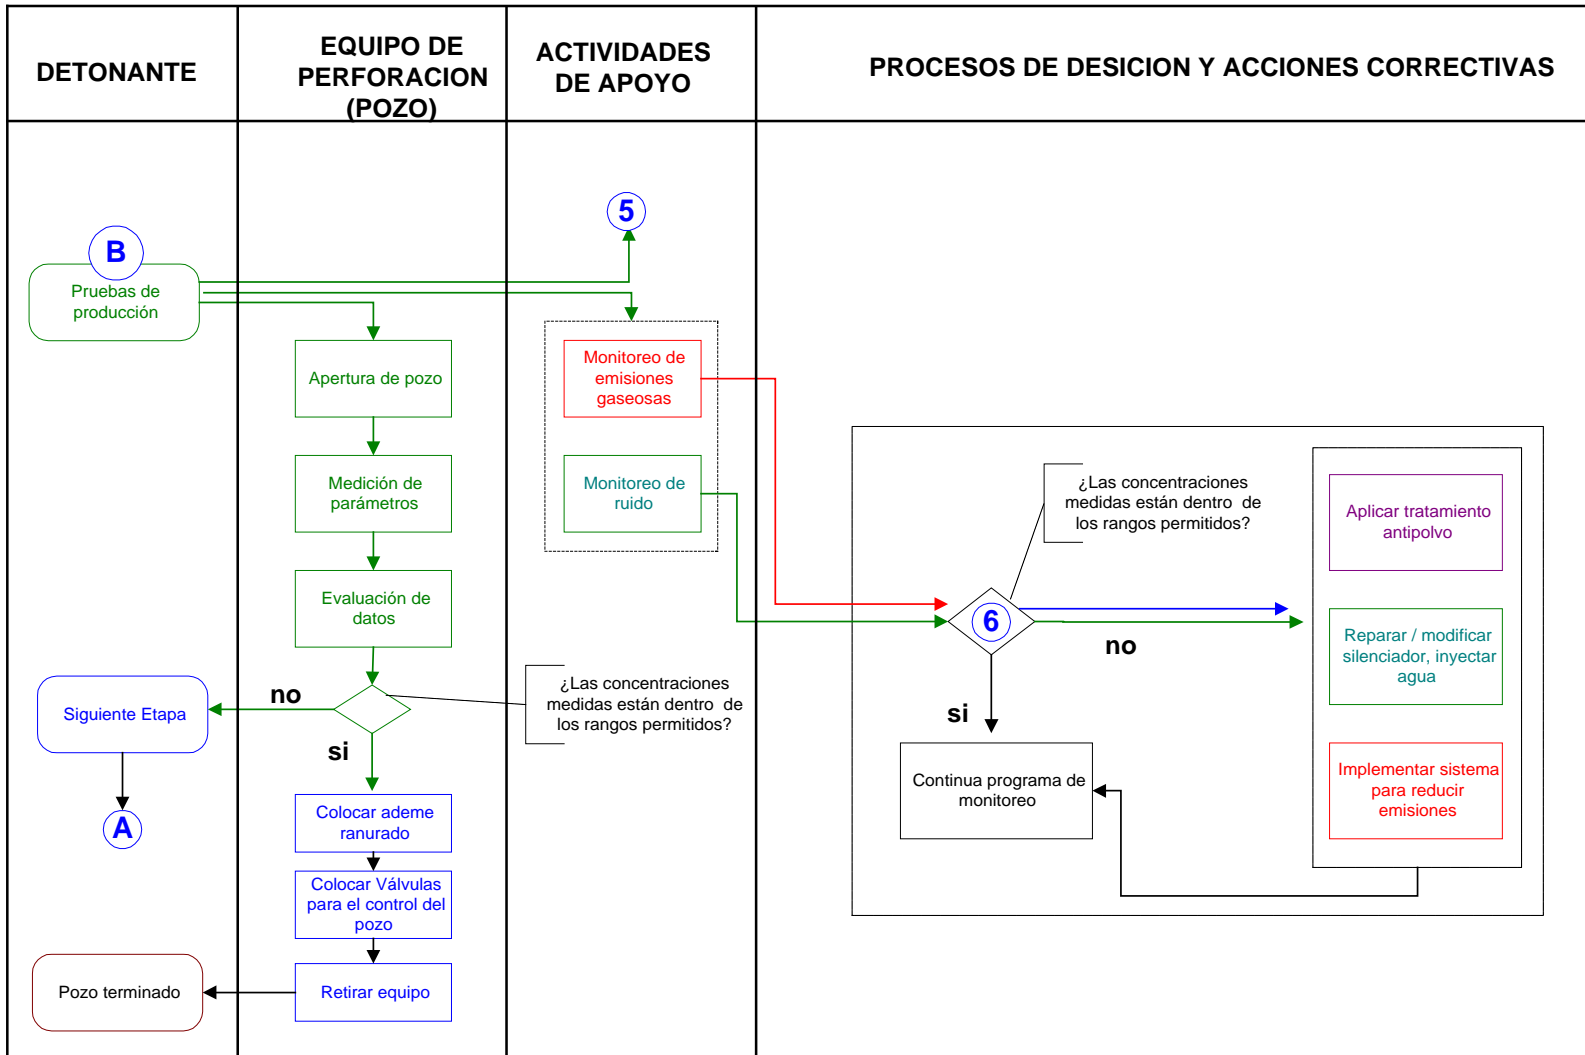 DETONANTE
EQUIPO DE
PERFORACION
(POZO)
ACTIVIDADES
DE APOYO
PROCESOS DE DESICION Y ACCIONES CORRECTIVAS
B
Pruebas de
producción
5
Apertura de pozo
Medición de
parámetros
Evaluación de
datos
no
si
Siguiente Etapa
A
¿Las concentraciones
medidas están dentro de
los rangos permitidos?
Colocar ademe
ranurado
Colocar Válvulas
para el control del
pozo
Retirar equipo
Pozo terminado
Monitoreo de
emisiones
gaseosas
Monitoreo de
ruido
¿Las concentraciones
medidas están dentro de
los rangos permitidos?
6
no
si
Continua programa de
monitoreo
Aplicar tratamiento
antipolvo
Reparar / modificar
silenciador, inyectar
agua
Implementar sistema
para reducir
emisiones